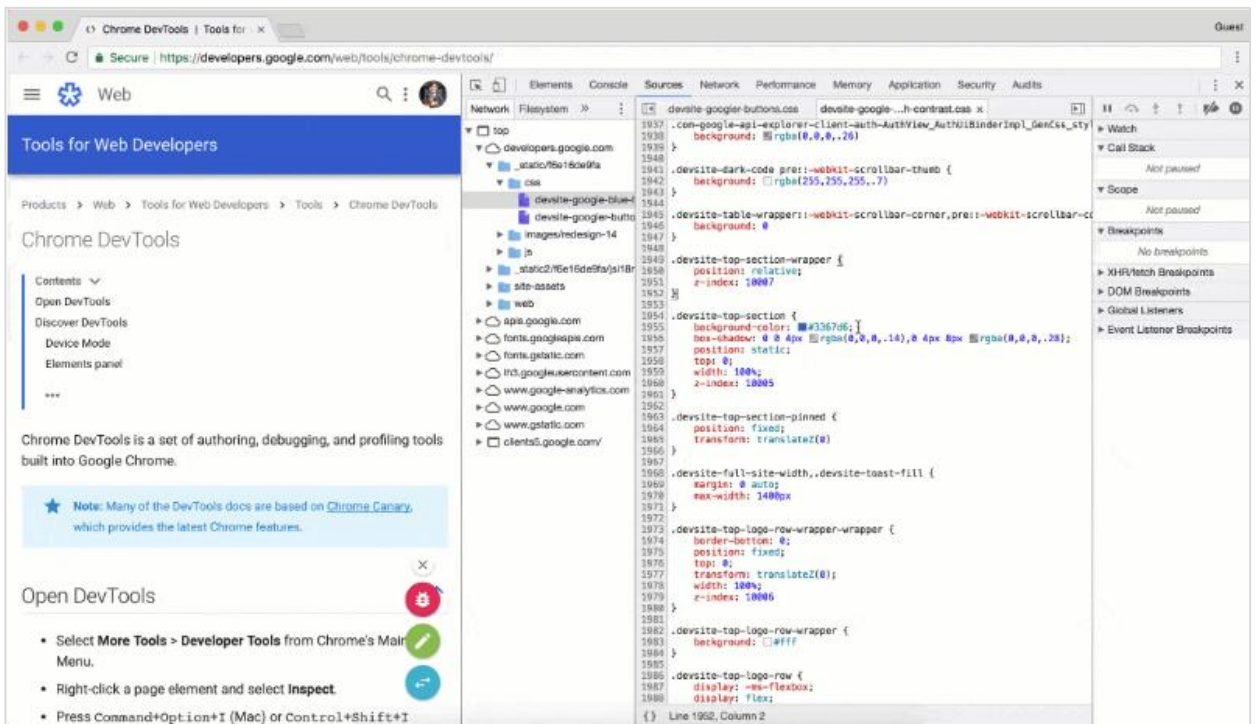 Chrome DevTools | Tools for
Guest
Secure | https://developers.google.com/web/tools/chrome-devtools/
Web
Tools for Web Developers
Products > Web > Tools for Web Developers > Tools > Chrome DevTools
Chrome DevTools
Contents
Open DevTools
Discover DevTools
Device Mode
Elements panel
Chrome DevTools is a set of authoring, debugging, and profiling tools
built into Google Chrome.
Note: Many of the DevTools docs are based on Chrome Canary,
which provides the latest Chrome features.
Open DevTools
• Select More Tools > Developer Tools from Chrome's Main
Menu.
• Right-click a page element and select Inspect.
• Press Command+Option+I (Mac) or Control+Shift+I
Elements Console Sources Network Performance Memory Application Security Audits
Network Filesystem »
top
developers.google.com
_static/f6e16de9fa
css
devsite-google-blue-
devsite-googler-butto
images/redesign-14
js
_static2/f6e16de9fa/jsi18n
site-assets
web
apis.google.com
fonts.googleapis.com
fonts.gstatic.com
lh3.googleusercontent.com
www.google-analytics.com
www.google.com
www.gstatic.com
clients5.google.com/
devsite-googler-buttons.css devsite-google-...h-contrast.css ×
1937 .com-google-api-explorer-client-auth-AuthView_AuthUiBinderImpl_GenCss_styl
1938 background: rgba(0,0,0,.26)
1939 }
1940
1941 .devsite-dark-code pre::-webkit-scrollbar-thumb {
1942 background: rgba(255,255,255,.7)
1943 }
1944
1945 .devsite-table-wrapper::-webkit-scrollbar-corner,pre::-webkit-scrollbar-co
1946 background: 0
1947 }
1948
1949 .devsite-top-section-wrapper {
1950 position: relative;
1951 z-index: 10007
1952 }
1953
1954 .devsite-top-section {
1955 background-color: #3367d6;
1956 box-shadow: 0 0 4px rgba(0,0,0,.14),0 4px 8px rgba(0,0,0,.28);
1957 position: static;
1958 top: 0;
1959 width: 100%;
1960 z-index: 10005
1961 }
1962
1963 .devsite-top-section-pinned {
1964 position: fixed;
1965 transform: translateZ(0)
1966 }
1967
1968 .devsite-full-site-width,.devsite-toast-fill {
1969 margin: 0 auto;
1970 max-width: 1400px
1971 }
1972
1973 .devsite-top-logo-row-wrapper-wrapper {
1974 border-bottom: 0;
1975 position: fixed;
1976 top: 0;
1977 transform: translateZ(0);
1978 width: 100%;
1979 z-index: 10006
1980 }
1981
1982 .devsite-top-logo-row-wrapper {
1983 background: #fff
1984 }
1985
1986 .devsite-top-logo-row {
1987 display: -ms-flexbox;
1988 display: flex;
{} Line 1952, Column 2
Watch
Call Stack
Not paused
Scope
Not paused
Breakpoints
No breakpoints
XHR/fetch Breakpoints
DOM Breakpoints
Global Listeners
Event Listener Breakpoints